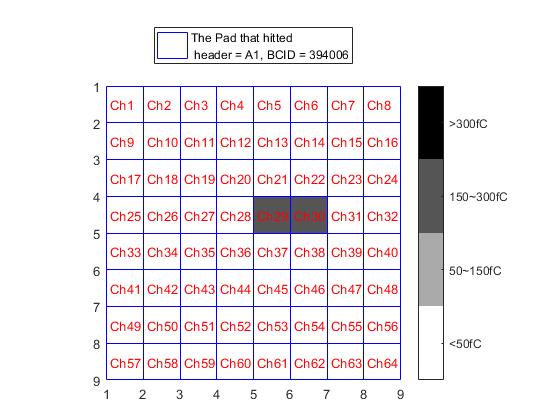 The Pad that hitted
header = A1, BCID = 394006
1
Ch1 Ch2 Ch3 Ch4 Ch5 Ch6 Ch7 Ch8
2
Ch9 Ch10 Ch11 Ch12 Ch13 Ch14 Ch15 Ch16
3
Ch17 Ch18 Ch19 Ch20 Ch21 Ch22 Ch23 Ch24
4
Ch25 Ch26 Ch27 Ch28 Ch29 Ch30 Ch31 Ch32
5
Ch33 Ch34 Ch35 Ch36 Ch37 Ch38 Ch39 Ch40
6
Ch41 Ch42 Ch43 Ch44 Ch45 Ch46 Ch47 Ch48
7
Ch49 Ch50 Ch51 Ch52 Ch53 Ch54 Ch55 Ch56
8
Ch57 Ch58 Ch59 Ch60 Ch61 Ch62 Ch63 Ch64
9
1 2 3 4 5 6 7 8 9
>300fC
150~300fC
50~150fC
<50fC